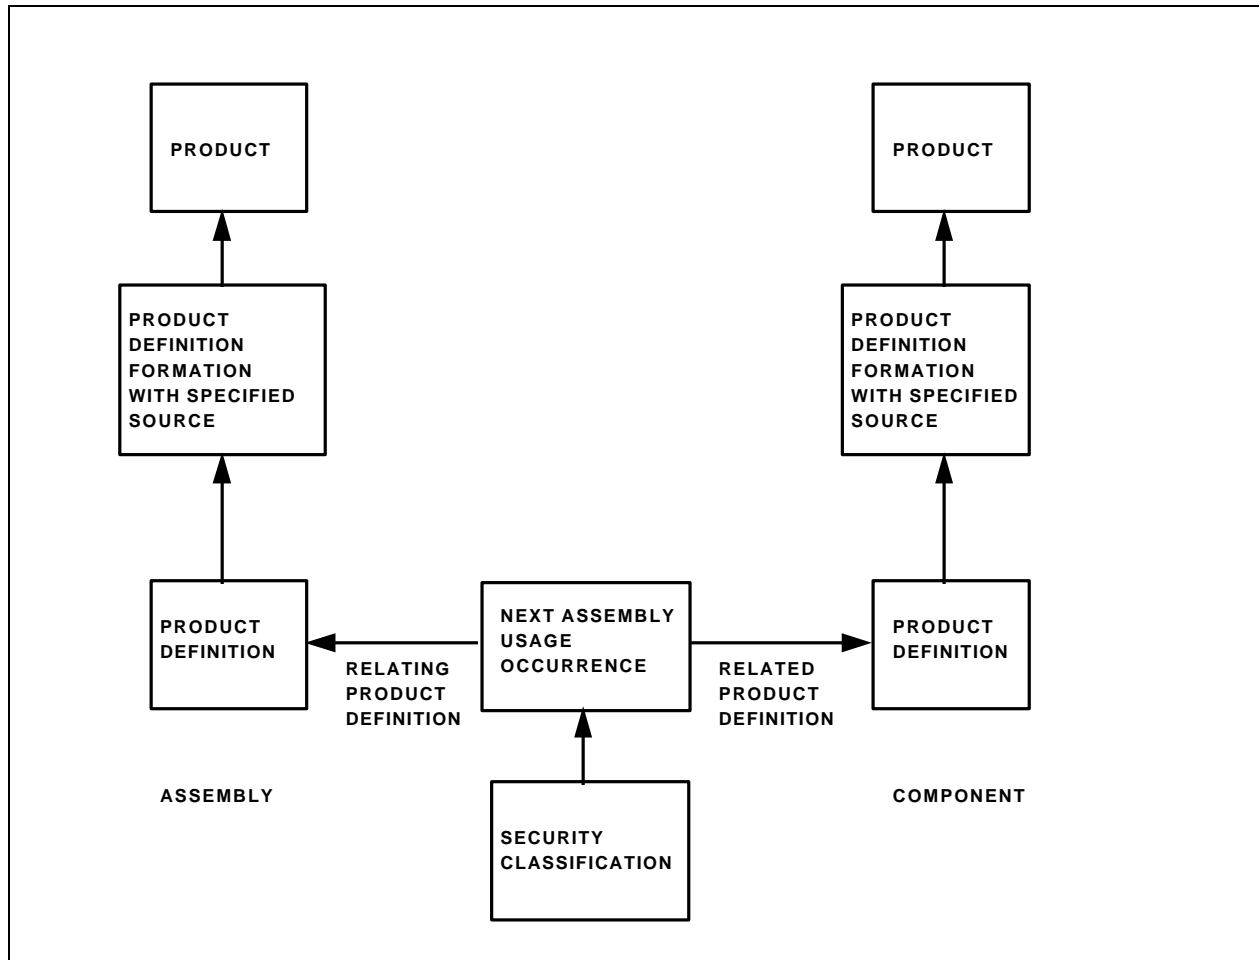 PRODUCT
PRODUCT
PRODUCT
DEFINITION
FORMATION
WITH SPECIFIED
SOURCE
PRODUCT
DEFINITION
FORMATION
WITH SPECIFIED
SOURCE
PRODUCT
DEFINITION
RELATING
PRODUCT
DEFINITION
NEXT ASSEMBLY
USAGE
OCCURRENCE
RELATED
PRODUCT
DEFINITION
PRODUCT
DEFINITION
ASSEMBLY
SECURITY
CLASSIFICATION
COMPONENT